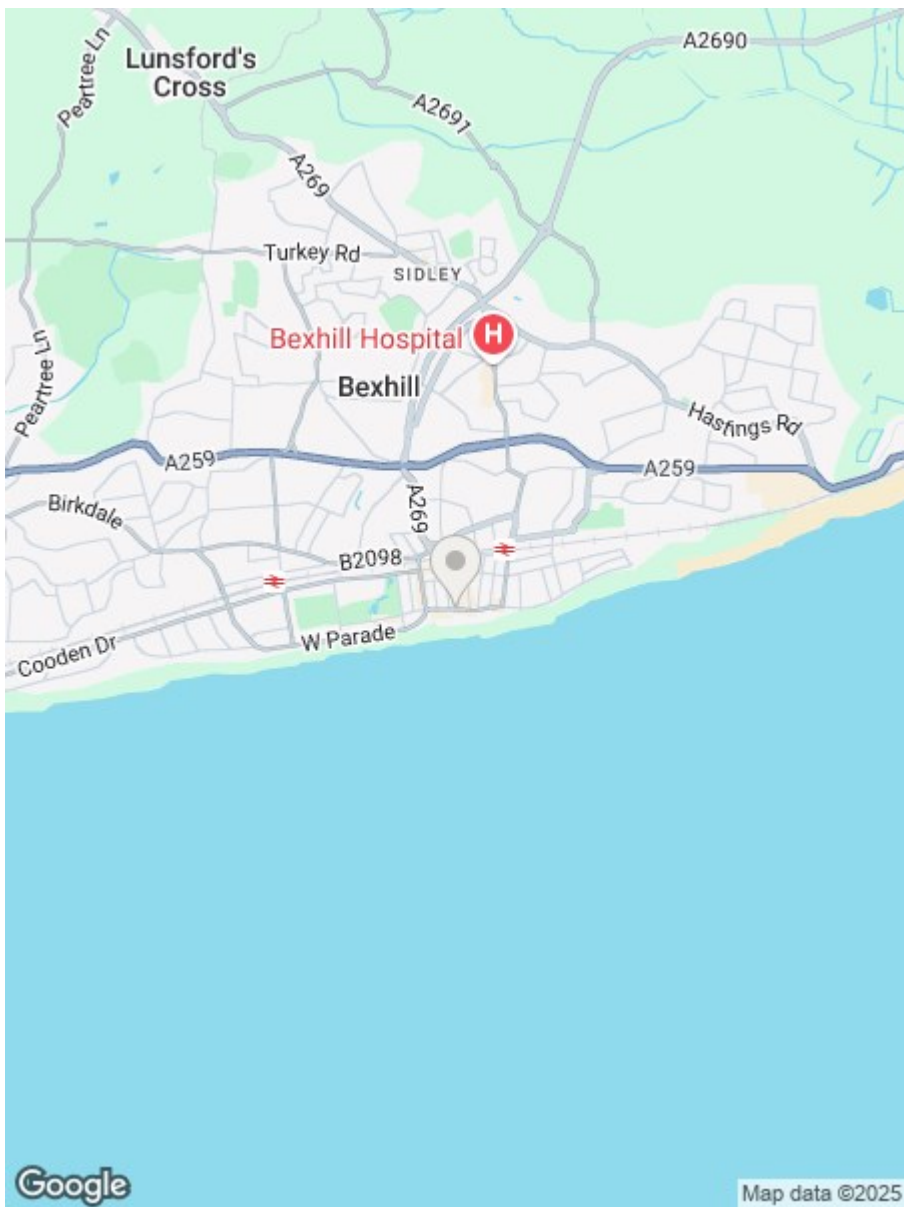 A2690
Lunsford's
Cross
Peartree Ln
A2691
A269
Turkey Rd
SIDLEY
Bexhill Hospital
H
Bexhill
Peartree Ln
Hastings Rd
A259
A259
Birkdale
A269
B2098
W Parade
Cooden Dr
Google
Map data ©2025